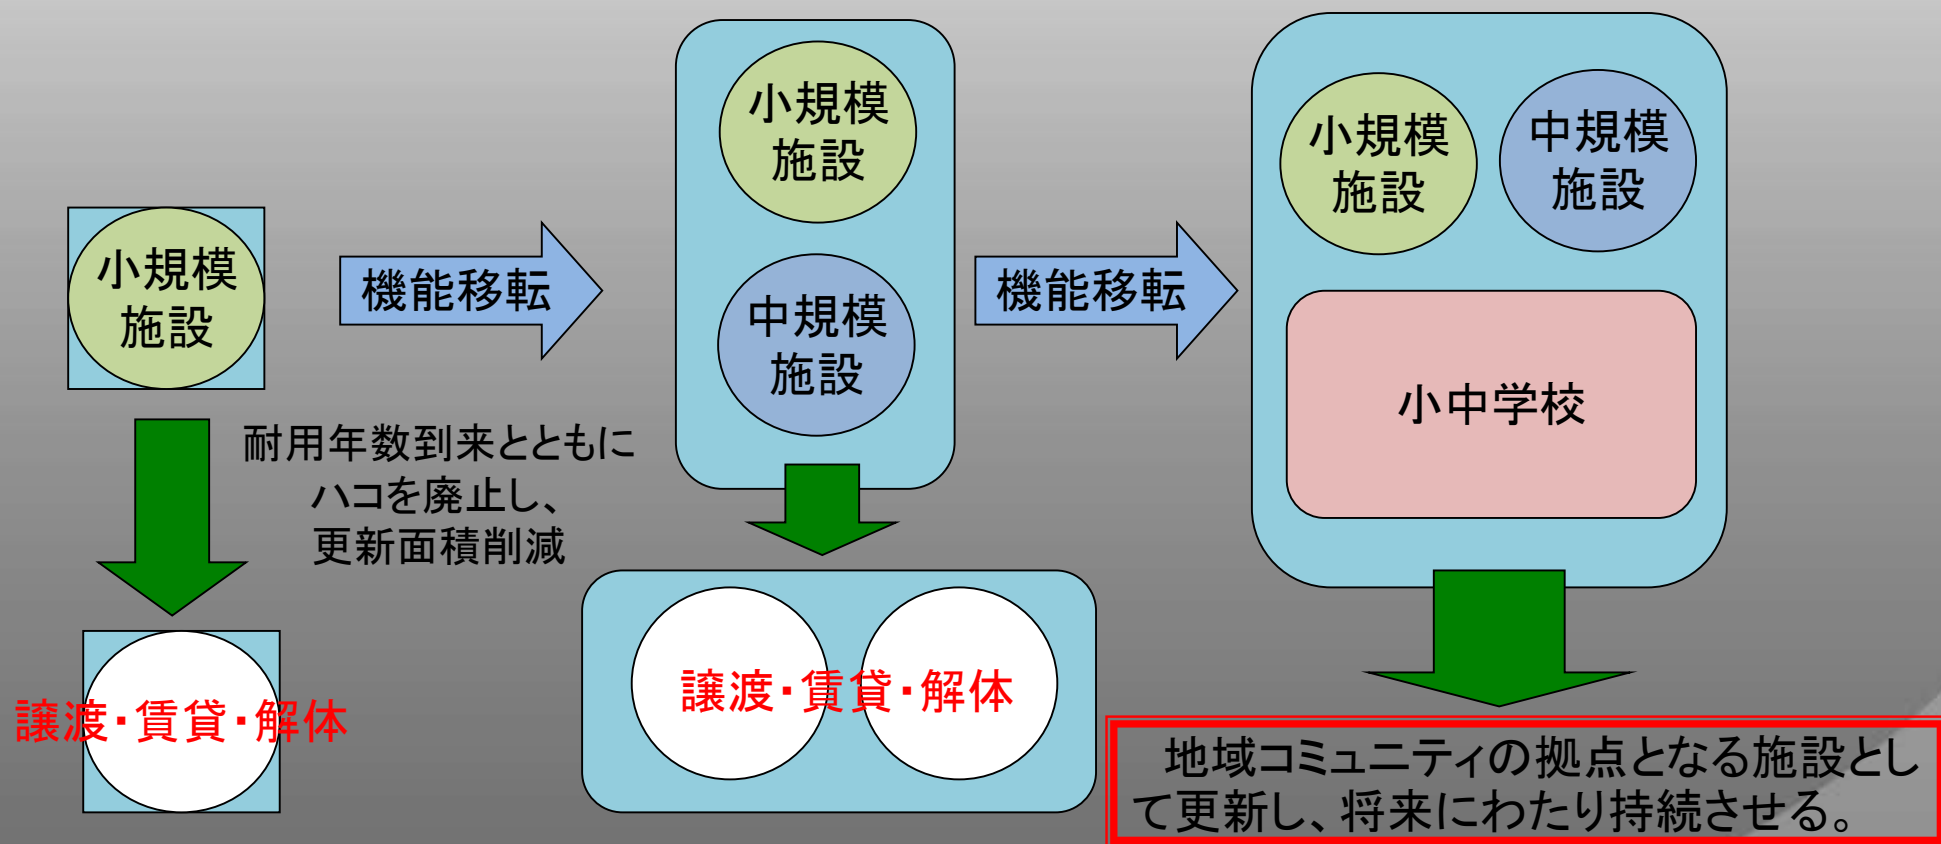 小規模
施設
機能移転
小規模
施設
中規模
施設
機能移転
小規模
施設
中規模
施設
小中学校
耐用年数到来とともに
ハコを廃止し、
更新面積削減
譲渡・賃貸・解体
譲渡・賃貸・解体
地域コミュニティの拠点となる施設とし
て更新し、将来にわたり持続させる。